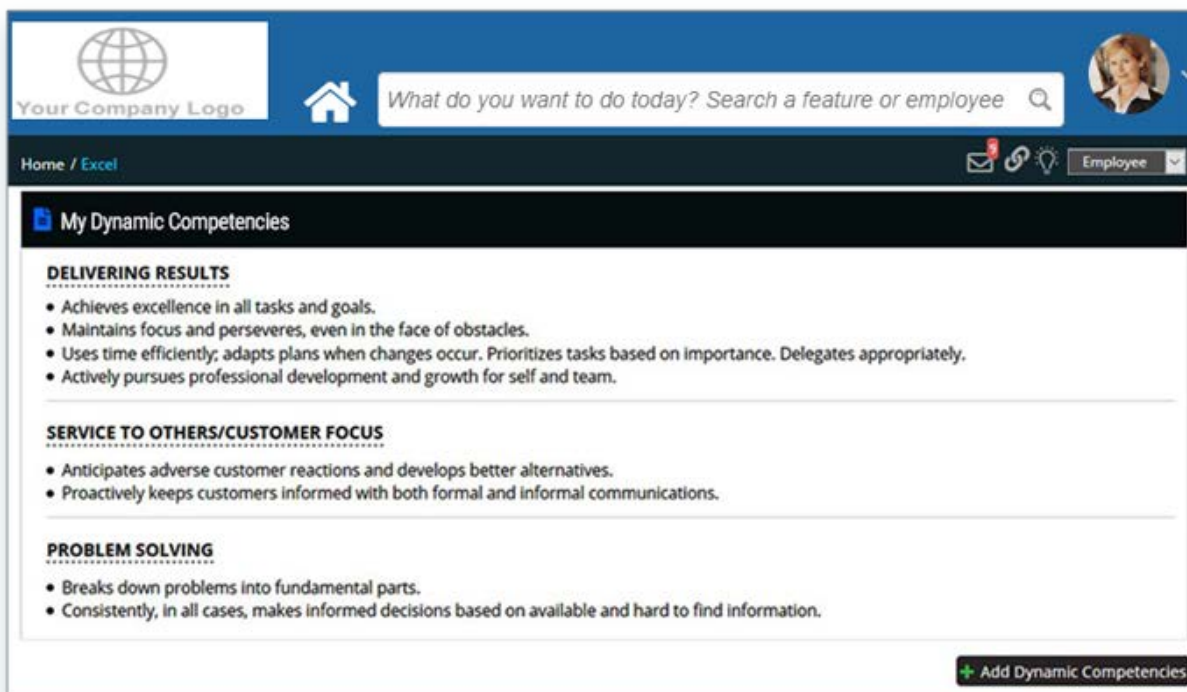 Your Company Logo
What do you want to do today? Search a feature or employee
Home / Excel
9
Employee
My Dynamic Competencies
DELIVERING RESULTS
• Achieves excellence in all tasks and goals.
• Maintains focus and perseveres, even in the face of obstacles.
• Uses time efficiently; adapts plans when changes occur. Prioritizes tasks based on importance. Delegates appropriately.
• Actively pursues professional development and growth for self and team.
SERVICE TO OTHERS/CUSTOMER FOCUS
• Anticipates adverse customer reactions and develops better alternatives.
• Proactively keeps customers informed with both formal and informal communications.
PROBLEM SOLVING
• Breaks down problems into fundamental parts.
• Consistently, in all cases, makes informed decisions based on available and hard to find information.
+ Add Dynamic Competencies